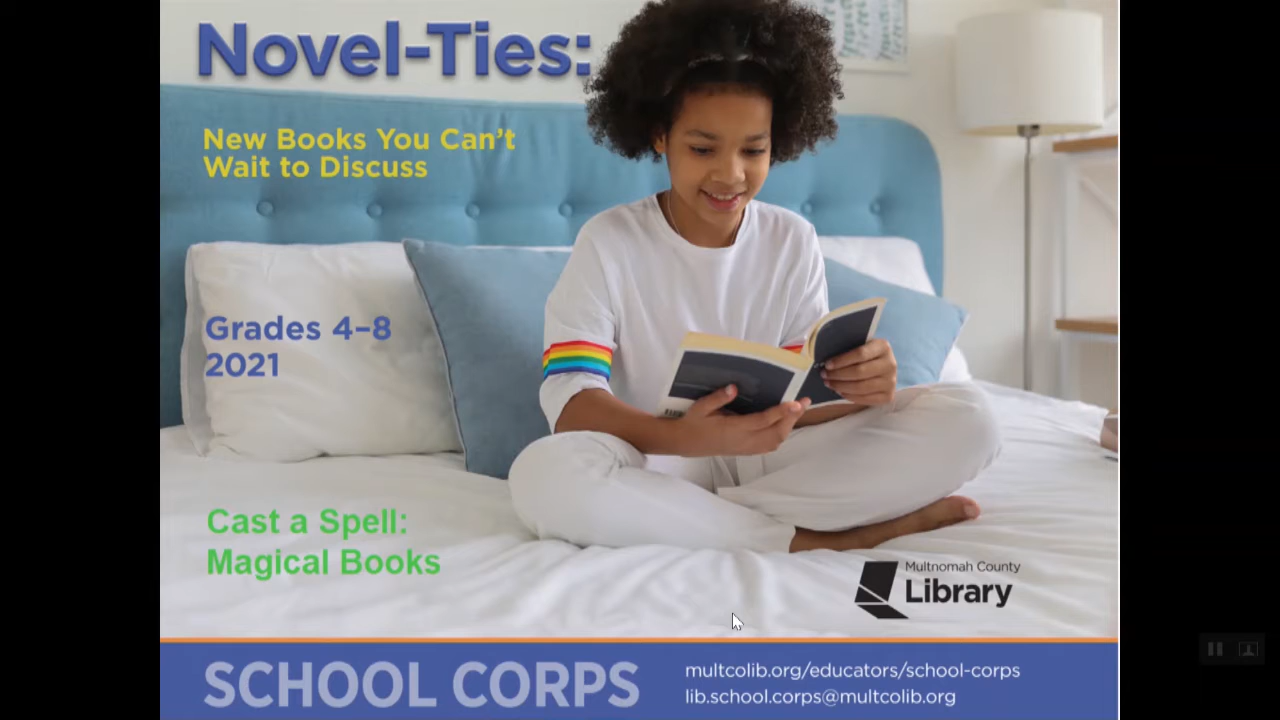 Novel-Ties:
New Books You Can't
Wait to Discuss
Grades 4–8
2021
Cast a Spell:
Magical Books
Multnomah County
Library
SCHOOL CORPS
multcolib.org/educators/school-corps
lib.school.corps@multcolib.org